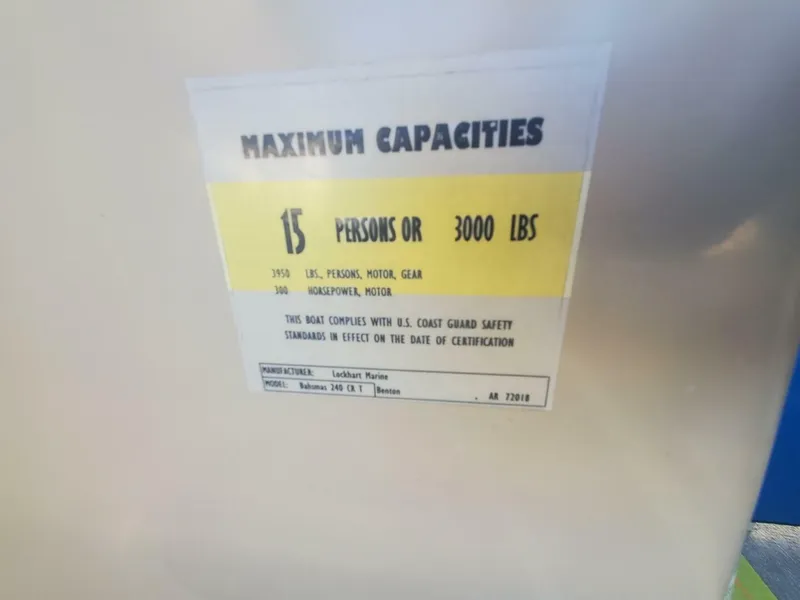 MAXIMUM CAPACITIES
15 PERSONS OR 3000 LBS
3950 LBS., PERSONS, MOTOR, GEAR
300 HORSEPOWER, MOTOR
THIS BOAT COMPLIES WITH U.S. COAST GUARD SAFETY
STANDARDS IN EFFECT ON THE DATE OF CERTIFICATION
MANUFACTURER: Lockhart Marine
MODEL: Bahamas 240 CR T Benton , AR 72018